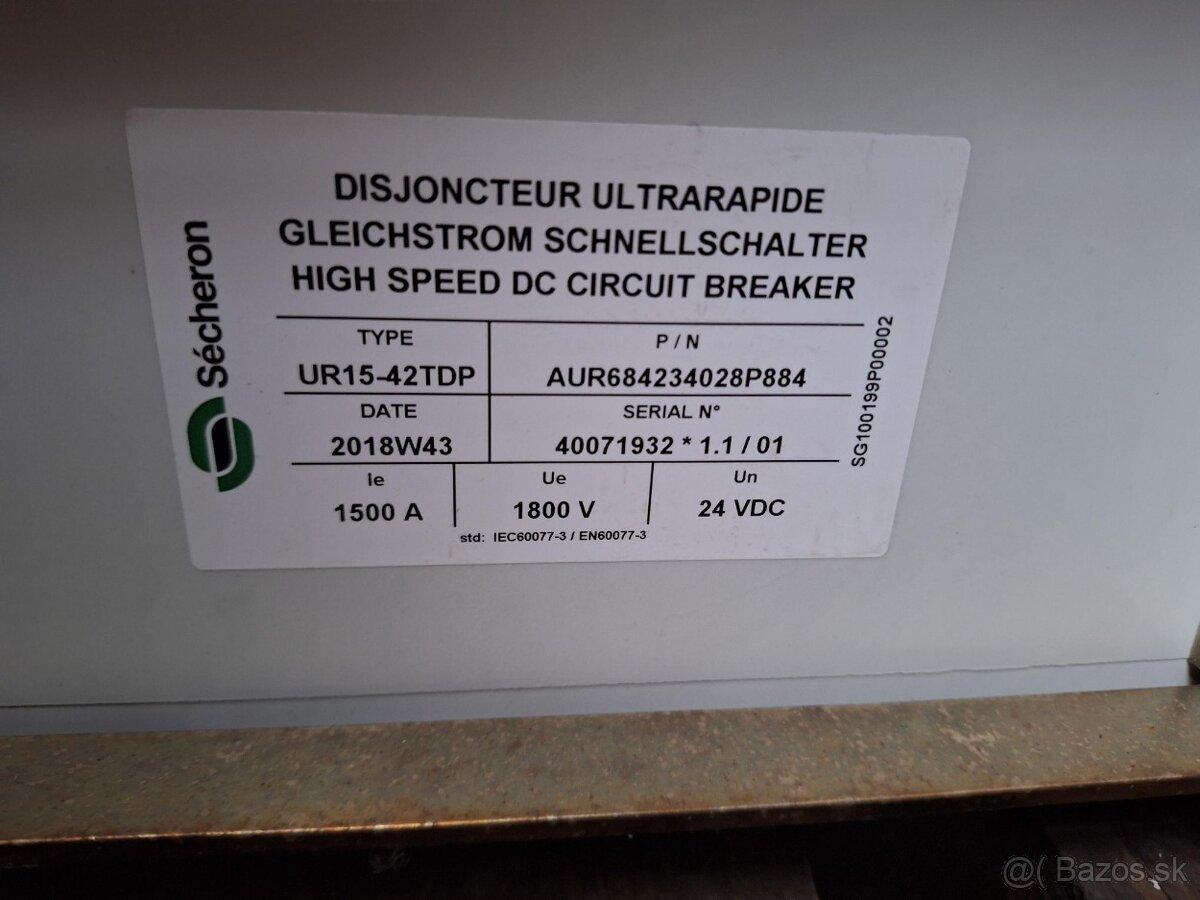 DISJONCTEUR ULTRARAPIDE
GLEICHSTROM SCHNELLSCHALTER
HIGH SPEED DC CIRCUIT BREAKER
Sécheron
TYPE P / N
UR15-42TDP AUR684234028P884
DATE SERIAL N°
2018W43 40071932 * 1.1 / 01
Ie Ue Un
1500 A 1800 V 24 VDC
std: IEC60077-3 / EN60077-3
SG100199P00002
@( Bazos.sk